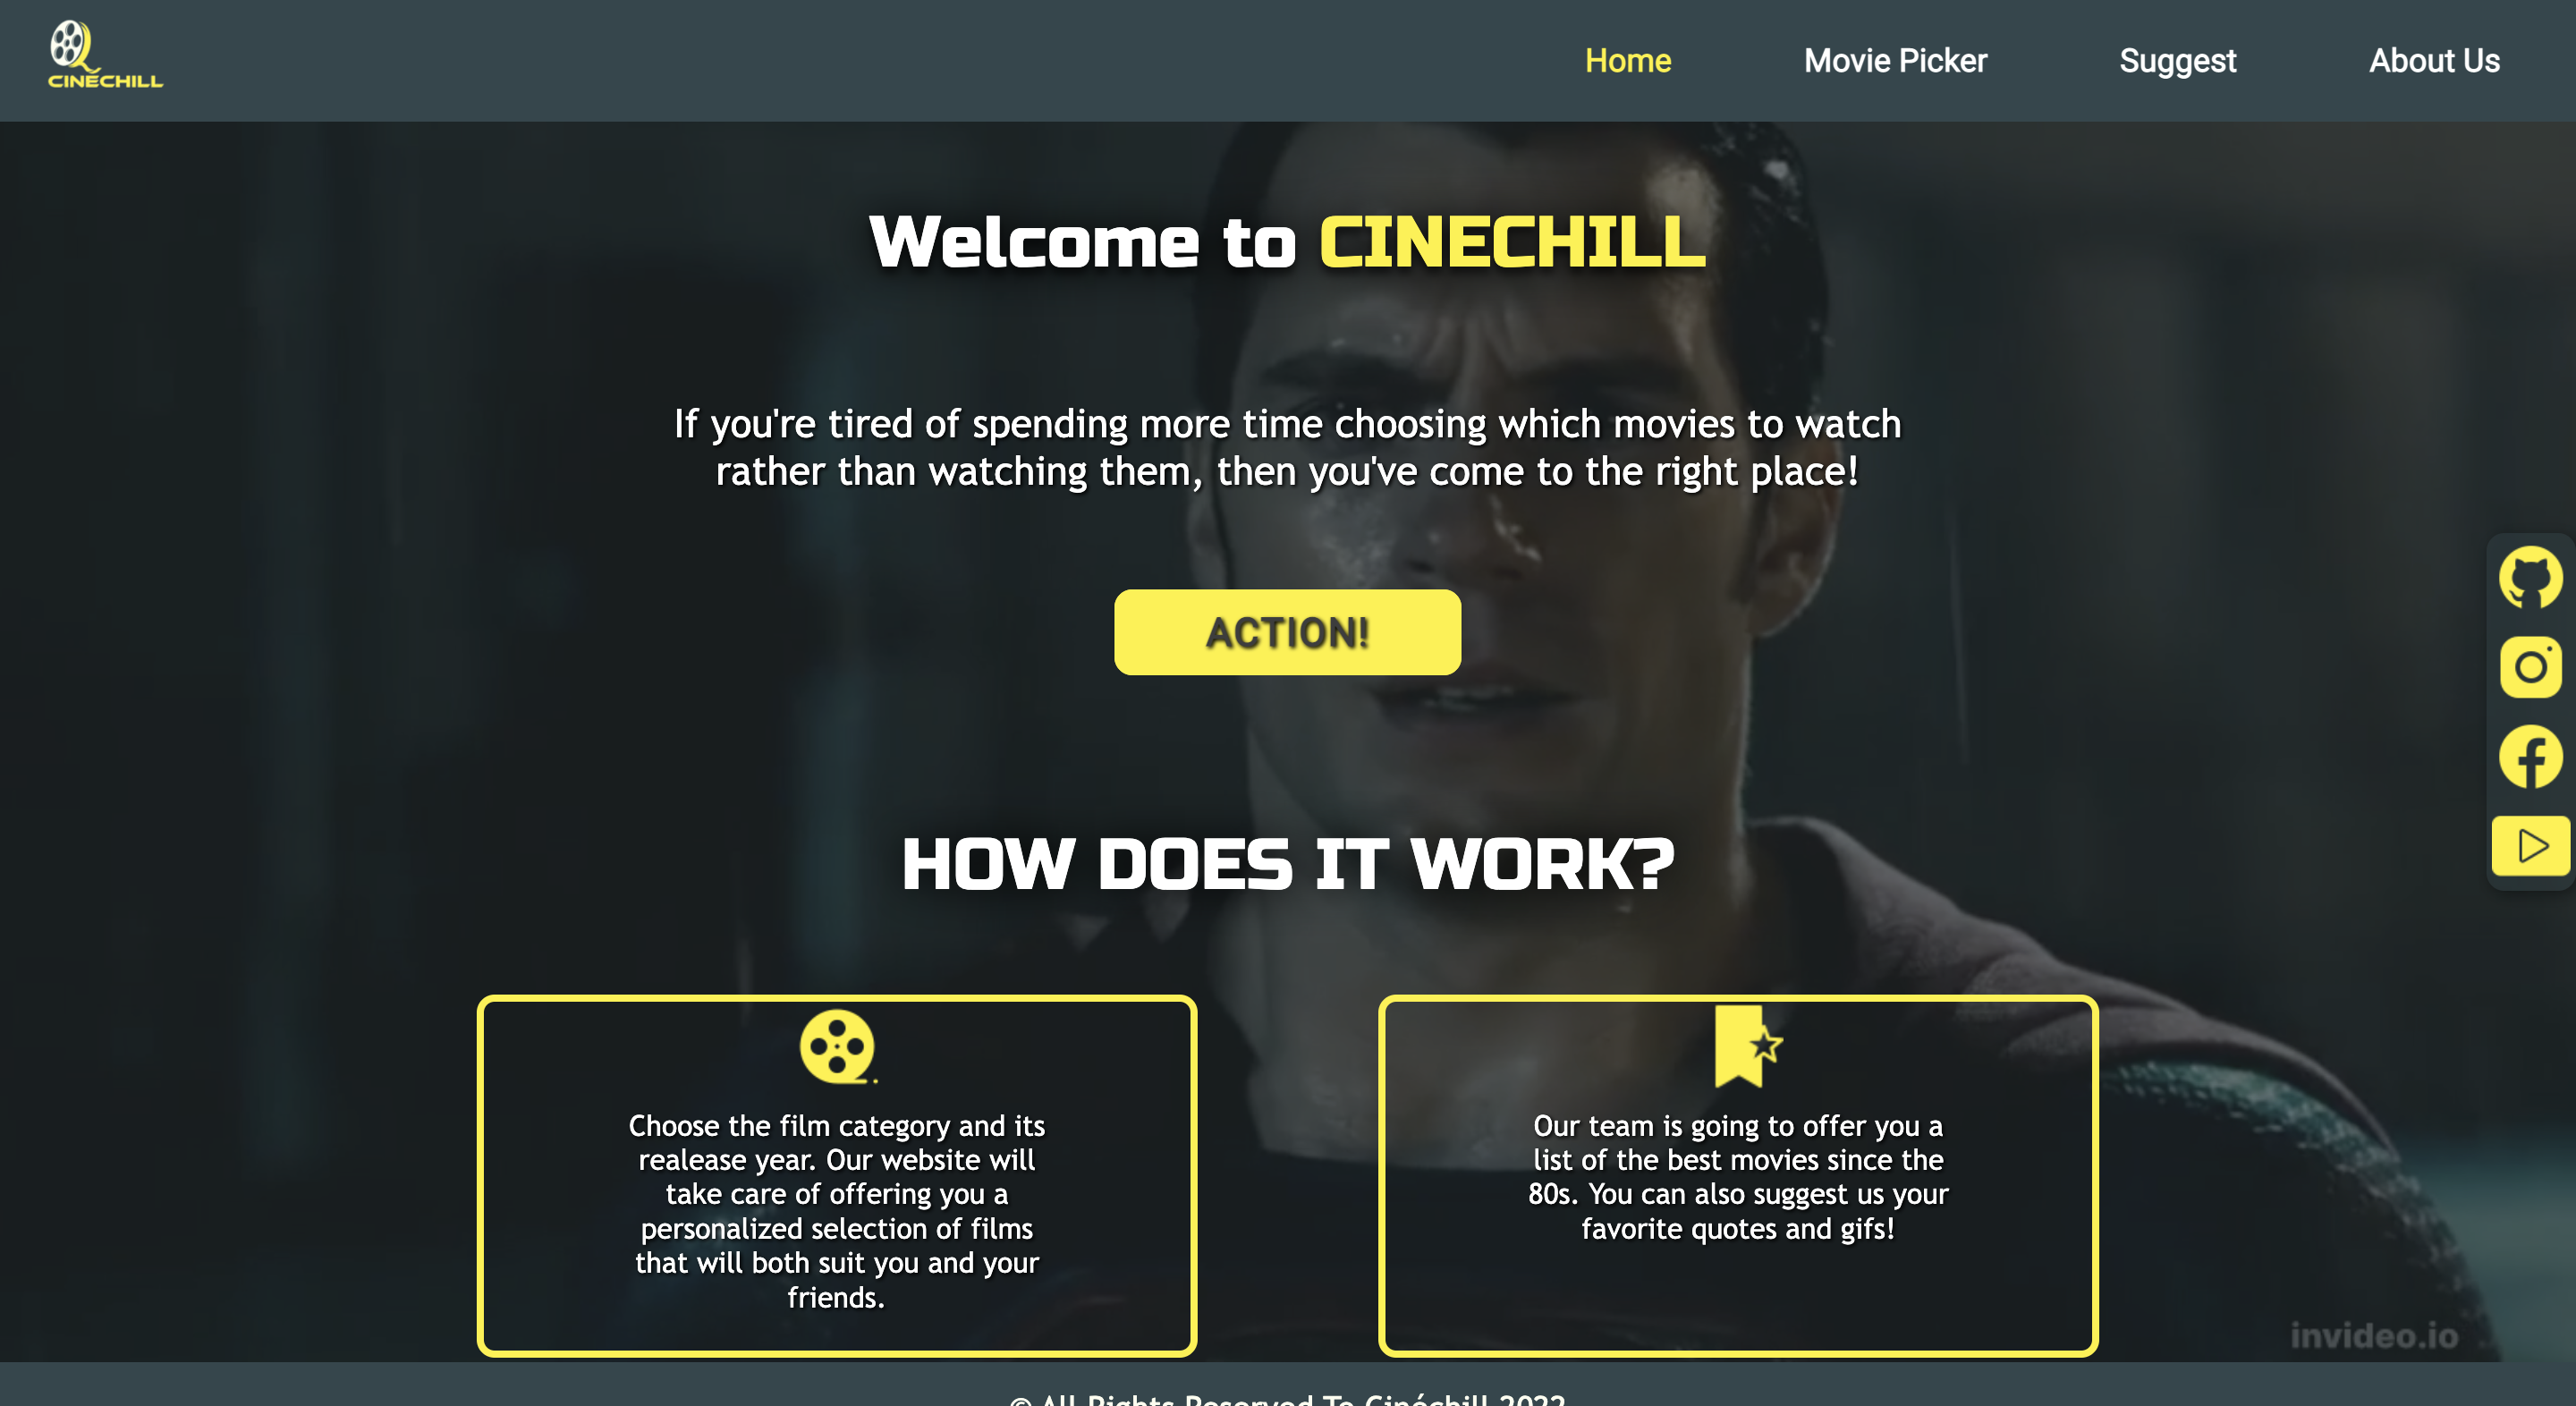 CINÉCHILL
Home
Movie Picker
Suggest
About Us
Welcome to CINECHILL
If you're tired of spending more time choosing which movies to watch
rather than watching them, then you've come to the right place!
ACTION!
HOW DOES IT WORK?
Choose the film category and its
realease year. Our website will
take care of offering you a
personalized selection of films
that will both suit you and your
friends.
Our team is going to offer you a
list of the best movies since the
80s. You can also suggest us your
favorite quotes and gifs!
invideo.io
© All Rights Reserved To Cinéchill 2022